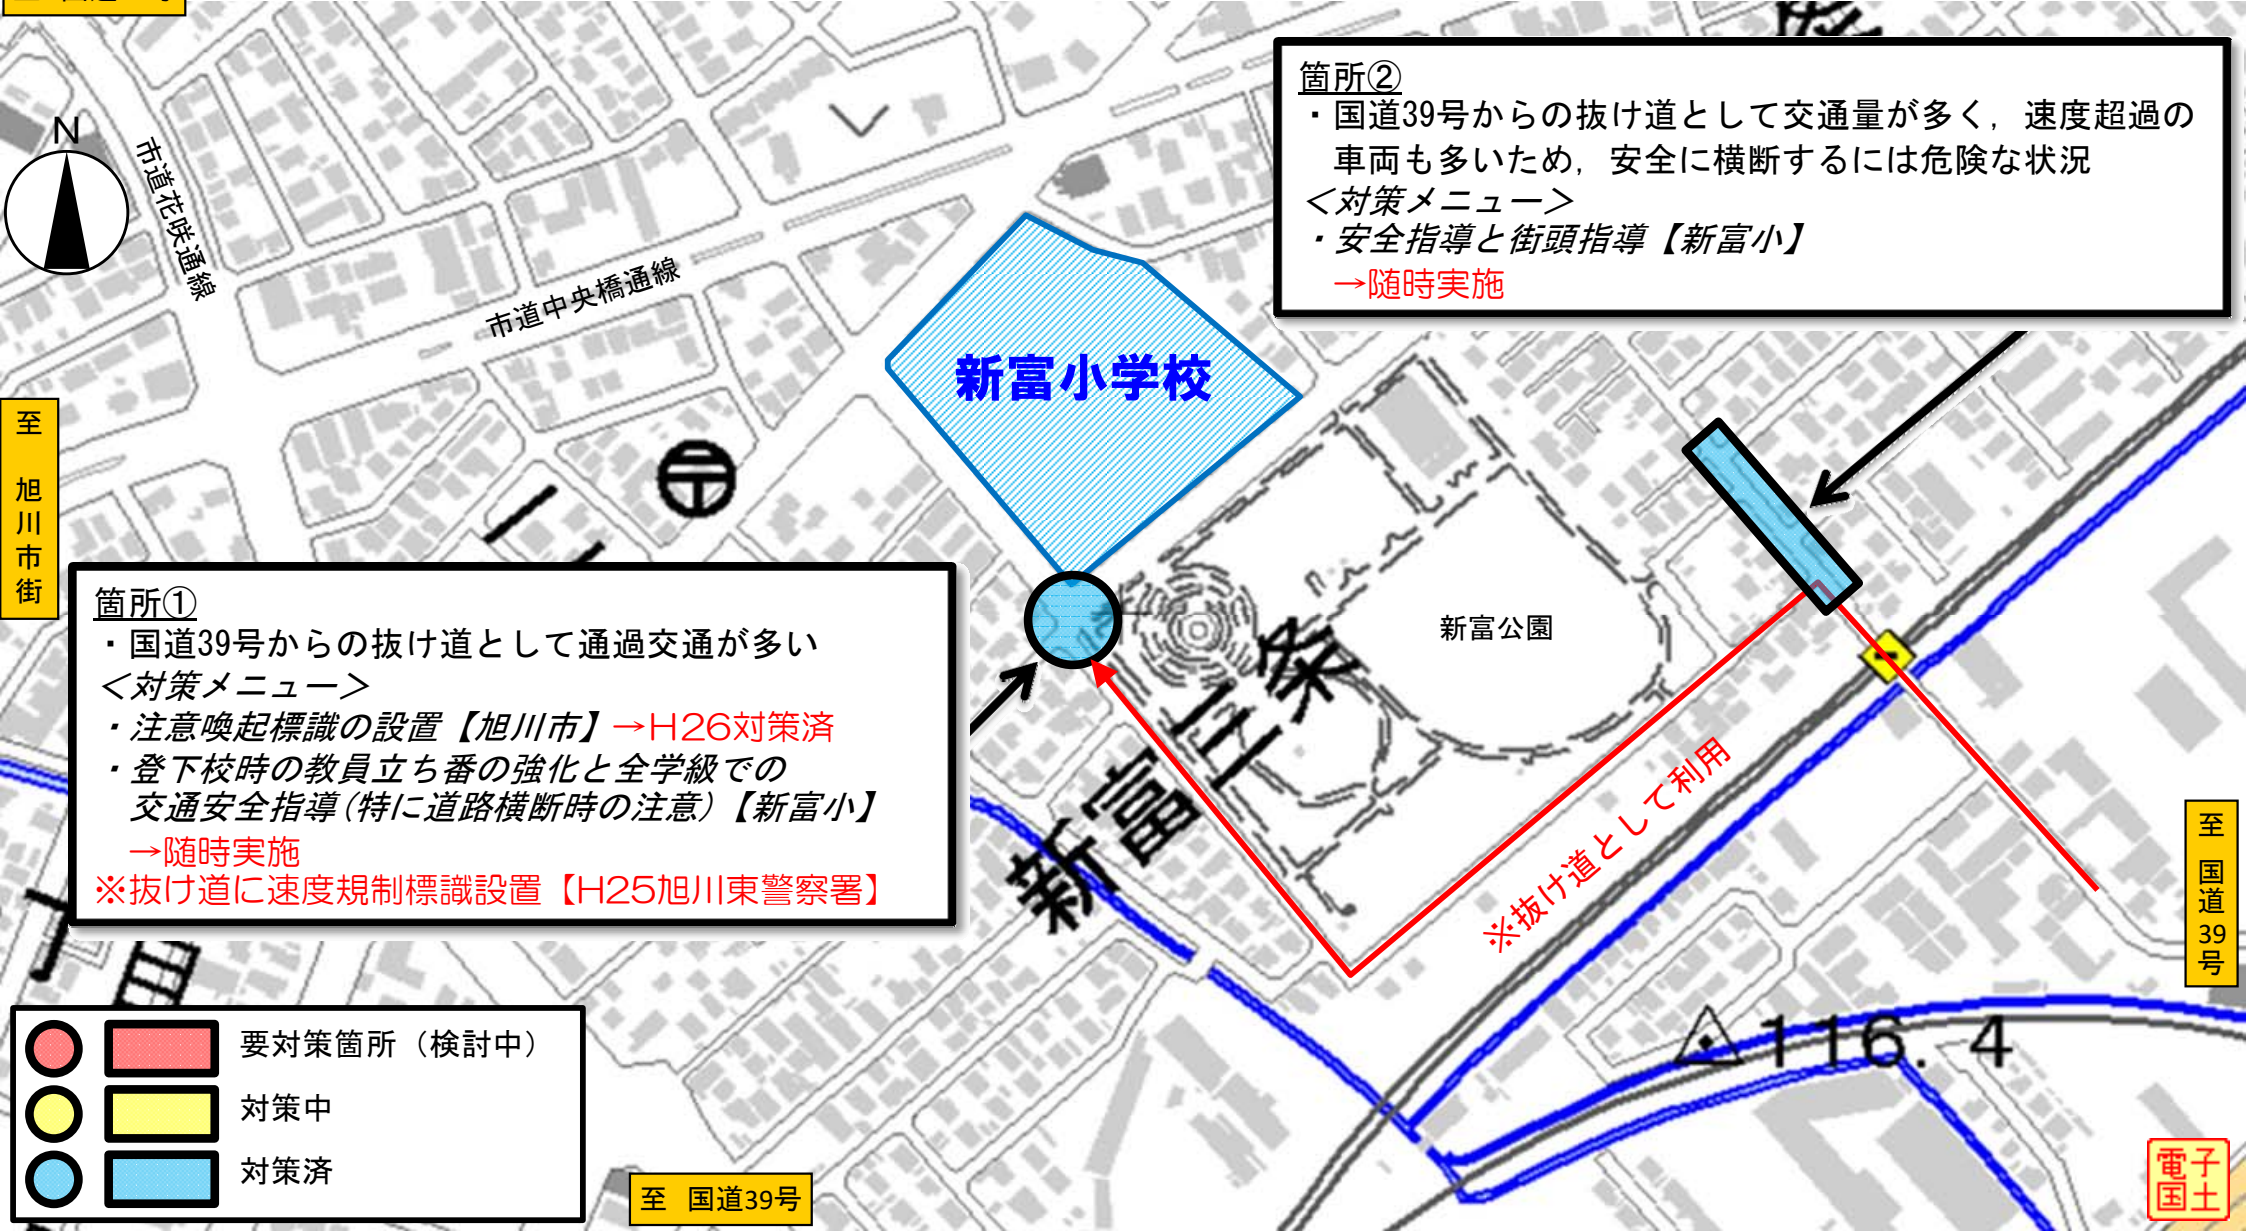 箇所②
・国道39号からの抜け道として交通量が多く，速度超過の
車両も多いため，安全に横断するには危険な状況
＜対策メニュー＞
・安全指導と街頭指導【新富小】
→随時実施
N
市道花咲通線
市道中央橋通線
新富小学校
至 旭川市街
箇所①
・国道39号からの抜け道として通過交通が多い
＜対策メニュー＞
・注意喚起標識の設置【旭川市】→H26対策済
・登下校時の教員立ち番の強化と全学級での
交通安全指導(特に道路横断時の注意)【新富小】
→随時実施
※抜け道に速度規制標識設置【H25旭川東警察署】
新富公園
新富三条
※抜け道として利用
至 国道39号
丁目
116.4
要対策箇所（検討中）
対策中
対策済
至 国道39号
電子
国土